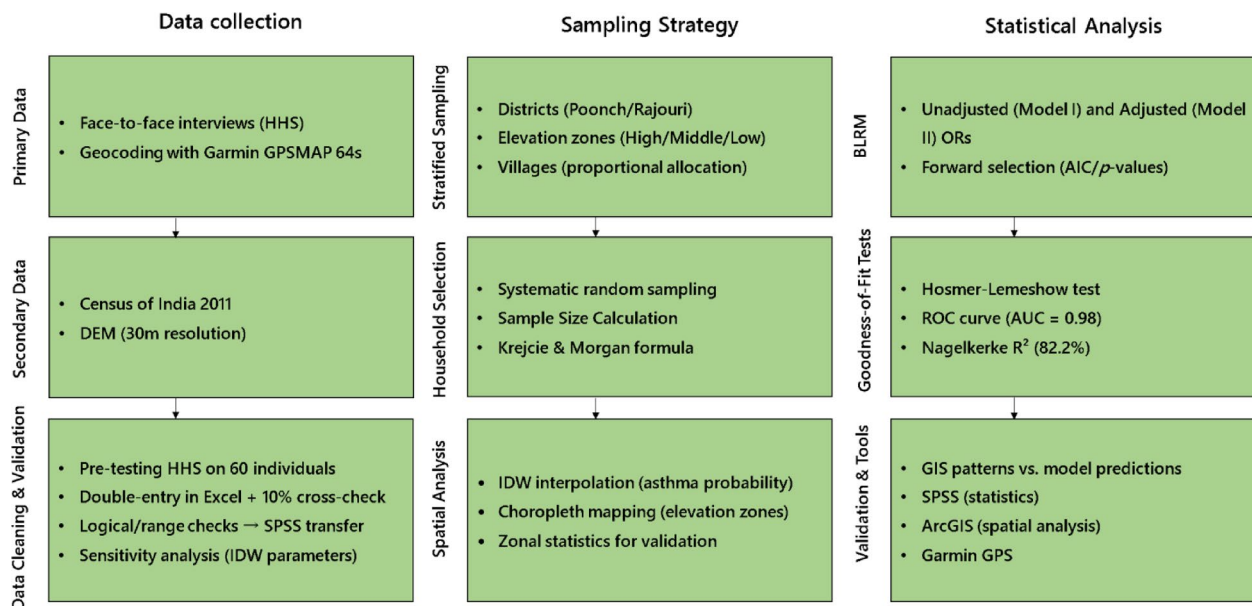 Data collection
Primary Data
• Face-to-face interviews (HHS)
• Geocoding with Garmin GPSMAP 64s
Secondary Data
• Census of India 2011
• DEM (30m resolution)
Data Cleaning & Validation
• Pre-testing HHS on 60 individuals
• Double-entry in Excel + 10% cross-check
• Logical/range checks → SPSS transfer
• Sensitivity analysis (IDW parameters)
Sampling Strategy
Stratified Sampling
• Districts (Poonch/Rajouri)
• Elevation zones (High/Middle/Low)
• Villages (proportional allocation)
Household Selection
• Systematic random sampling
• Sample Size Calculation
• Krejcie & Morgan formula
Spatial Analysis
• IDW interpolation (asthma probability)
• Choropleth mapping (elevation zones)
• Zonal statistics for validation
Statistical Analysis
BLRM
• Unadjusted (Model I) and Adjusted (Model
II) ORs
• Forward selection (AIC/p-values)
Goodness-of-Fit Tests
• Hosmer-Lemeshow test
• ROC curve (AUC = 0.98)
• Nagelkerke R² (82.2%)
Validation & Tools
• GIS patterns vs. model predictions
• SPSS (statistics)
• ArcGIS (spatial analysis)
• Garmin GPS